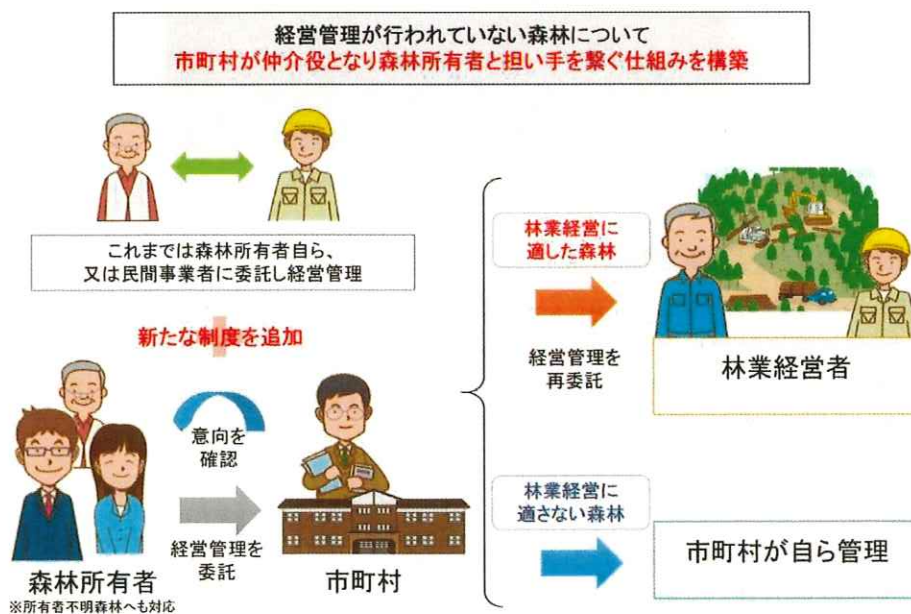 経営管理が行われていない森林について
市町村が仲介役となり森林所有者と担い手を繋ぐ仕組みを構築
これまでは森林所有者自ら、
又は民間事業者に委託し経営管理
新たな制度を追加
意向を
確認
経営管理を
委託
森林所有者
※所有者不明森林へも対応
市町村
林業経営に
適した森林
経営管理を
再委託
林業経営者
林業経営に
適さない森林
市町村が自ら管理